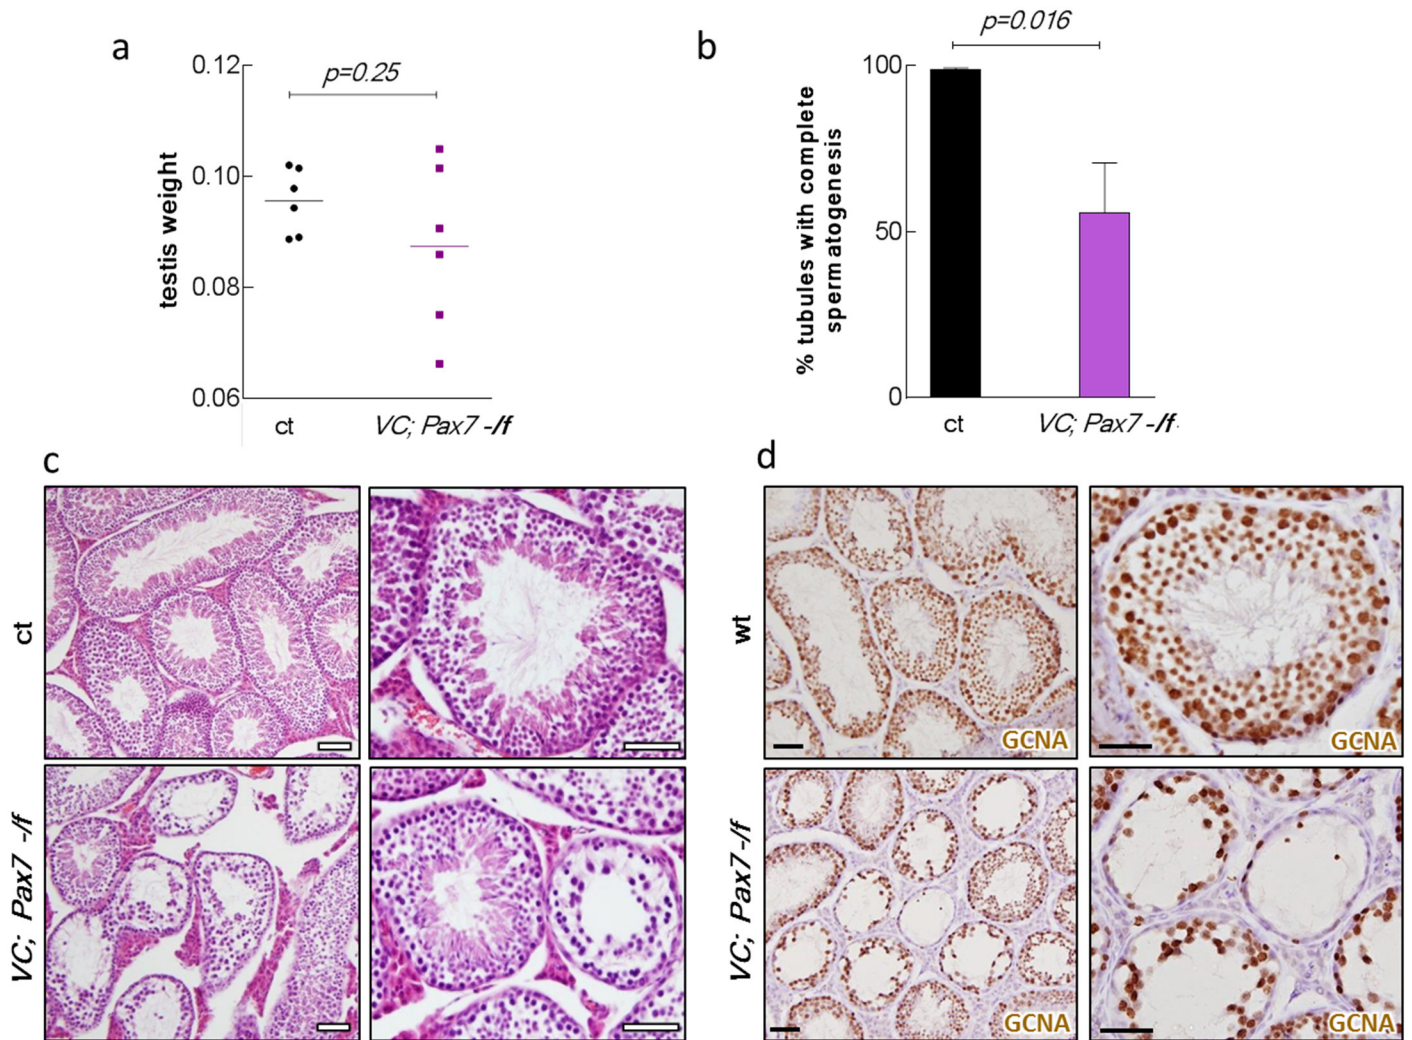 a
p=0.25
0.12
0.10
0.08
0.06
testis weight
ct
VC; Pax7 -/f
b
p=0.016
100
50
0
% tubules with complete
spermatogenesis
ct
VC; Pax7 -/f
c
ct
VC; Pax7 -/f
d
wt
GCNA
GCNA
VC; Pax7 -/f
GCNA
GCNA